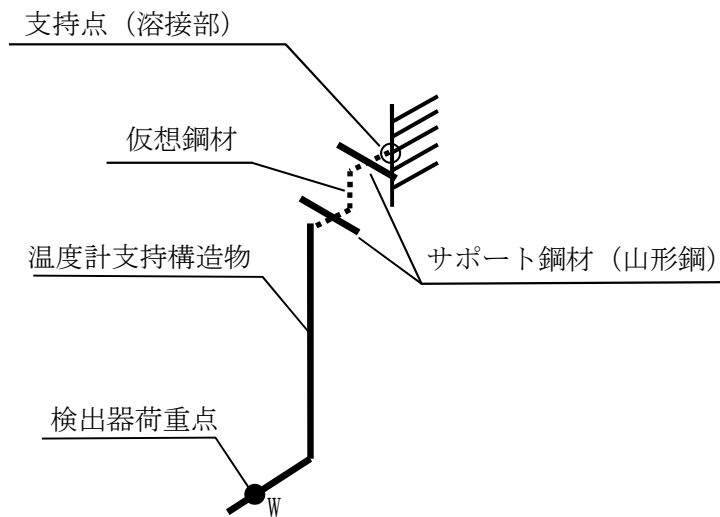 支持点（溶接部）
仮想鋼材
温度計支持構造物
サポート鋼材（山形鋼）
検出器荷重点
W